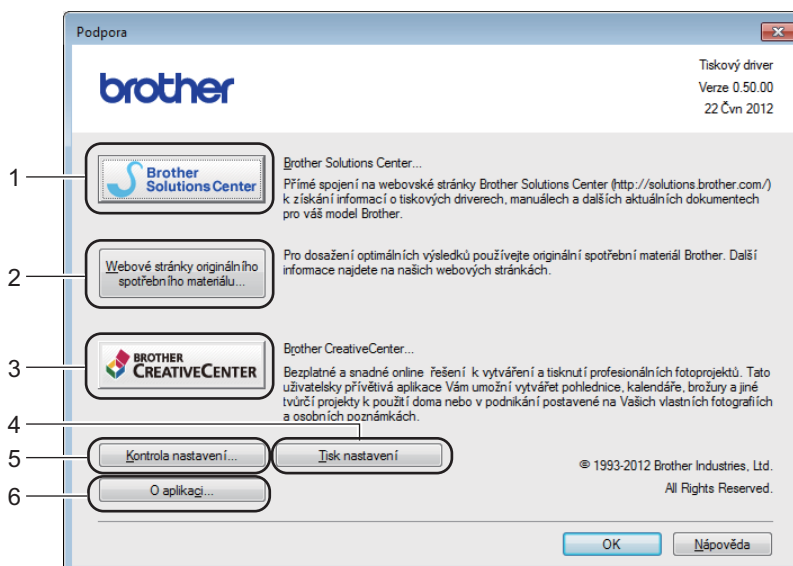 Podpora
brother
Tiskový driver
Verze 0.50.00
22 Čvn 2012
1
Brother
Solutions Center
Brother Solutions Center...
Přímé spojení na webovské stránky Brother Solutions Center (http://solutions.brother.com/)
k získání informací o tiskových driverech, manuálech a dalších aktuálních dokumentech
pro váš model Brother.
2
Webové stránky originálního
spotřebního materiálu...
Pro dosažení optimálních výsledků používejte originální spotřební materiál Brother. Další
informace najdete na našich webových stránkách.
3
BROTHER
CREATIVECENTER
Brother CreativeCenter...
Bezplatné a snadné online řešení k vytváření a tisknutí profesionálních fotoprojektů. Tato
uživatelsky přívětivá aplikace Vám umožní vytvářet pohlednice, kalendáře, brožury a jiné
tvůrčí projekty k použití doma nebo v podnikání postavené na Vašich vlastních fotografiích
a osobních poznámkách.
4
5
Kontrola nastavení...
Tisk nastavení
6
O aplikaci...
© 1993-2012 Brother Industries, Ltd.
All Rights Reserved.
OK
Nápověda